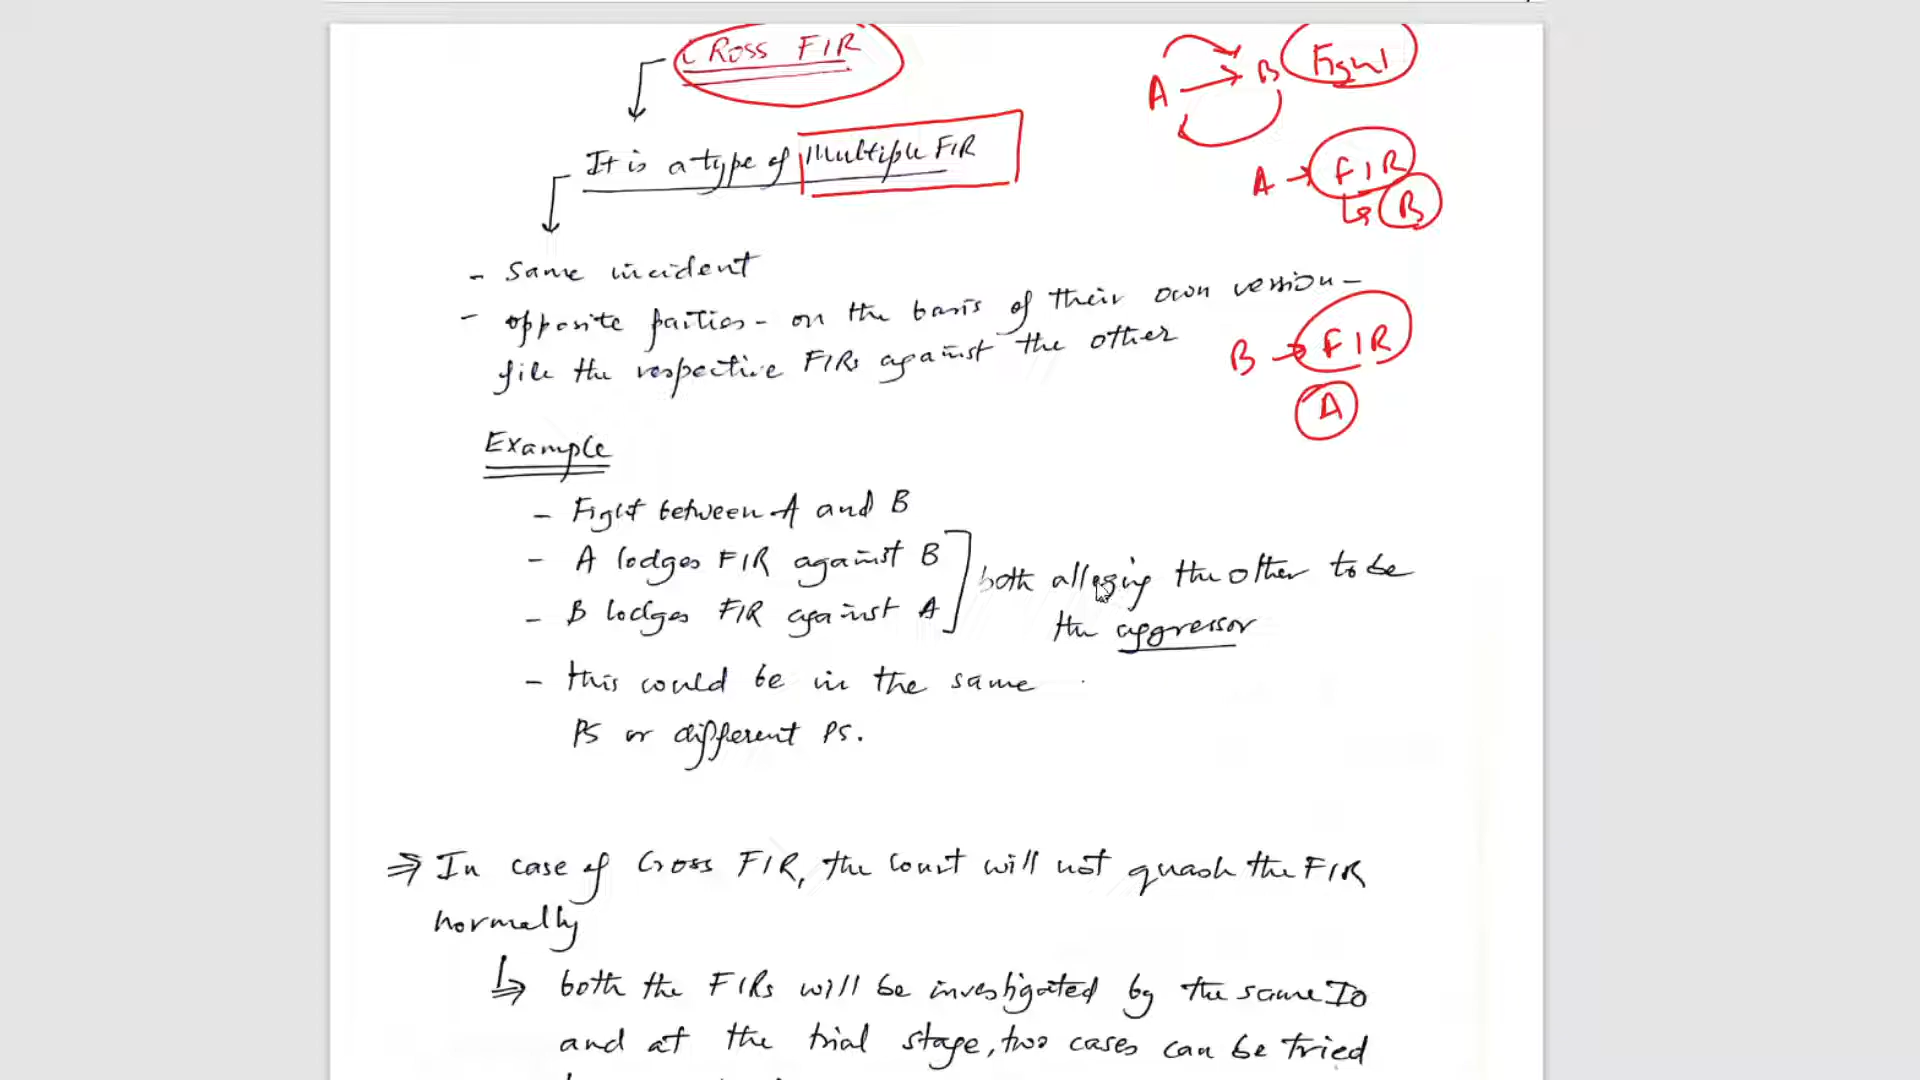 CROSS FIR
It is a type of Multiple FIR
- Same incident
- opposite parties - on the basis of their own version -
file the respective FIRs against the other
Example
- Fight between A and B
- A lodges FIR against B
- B lodges FIR against A
both alleging the other to be
the aggressor
- this could be in the same
PS or different PS.
⇒ In case of Cross FIR, the Court will not quash the FIR
normally
↳ both the FIRs will be investigated by the same IO
and at the trial stage, two cases can be tried
A → B Fight
A → FIR
↳ B
B → FIR
A